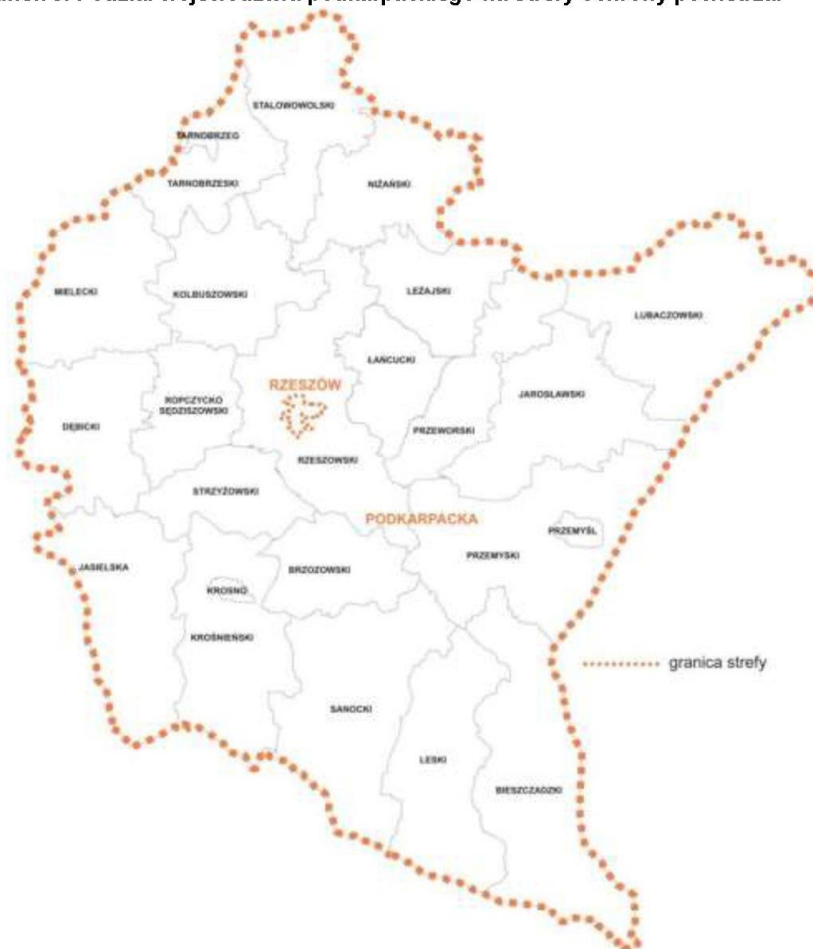 STALOWOWOLSKI
TARNOBRZEG
TARNOBRZESKI
NIŻAŃSKI
MIELECKI
KOLBUSZOWSKI
LEŻAJSKI
LUBACZOWSKI
ŁAŃCUCKI
RZESZÓW
JAROSŁAWSKI
ROPCZYCKO
SĘDZISZOWSKI
DĘBICKI
PRZEWORSKI
RZESZOWSKI
STRZYŻOWSKI
PODKARPACKA
PRZEMYŚL
PRZEMYSKI
JASIELSKA
BRZOZOWSKI
KROSNO
KROŚNIEŃSKI
granica strefy
SANOCKI
LESKI
BIESZCZADZKI